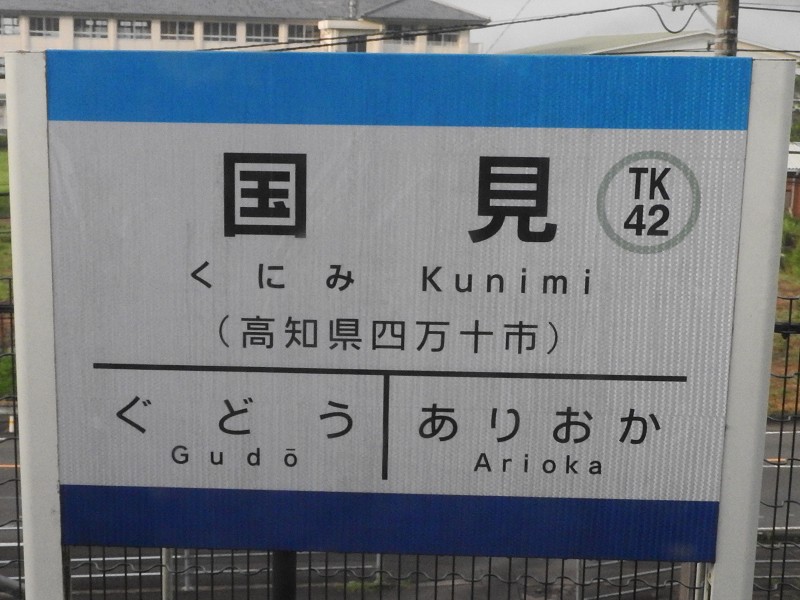 国見 TK
42
くにみ Kunimi
(高知県四万十市)
ぐどう ありおか
Gudō Arioka